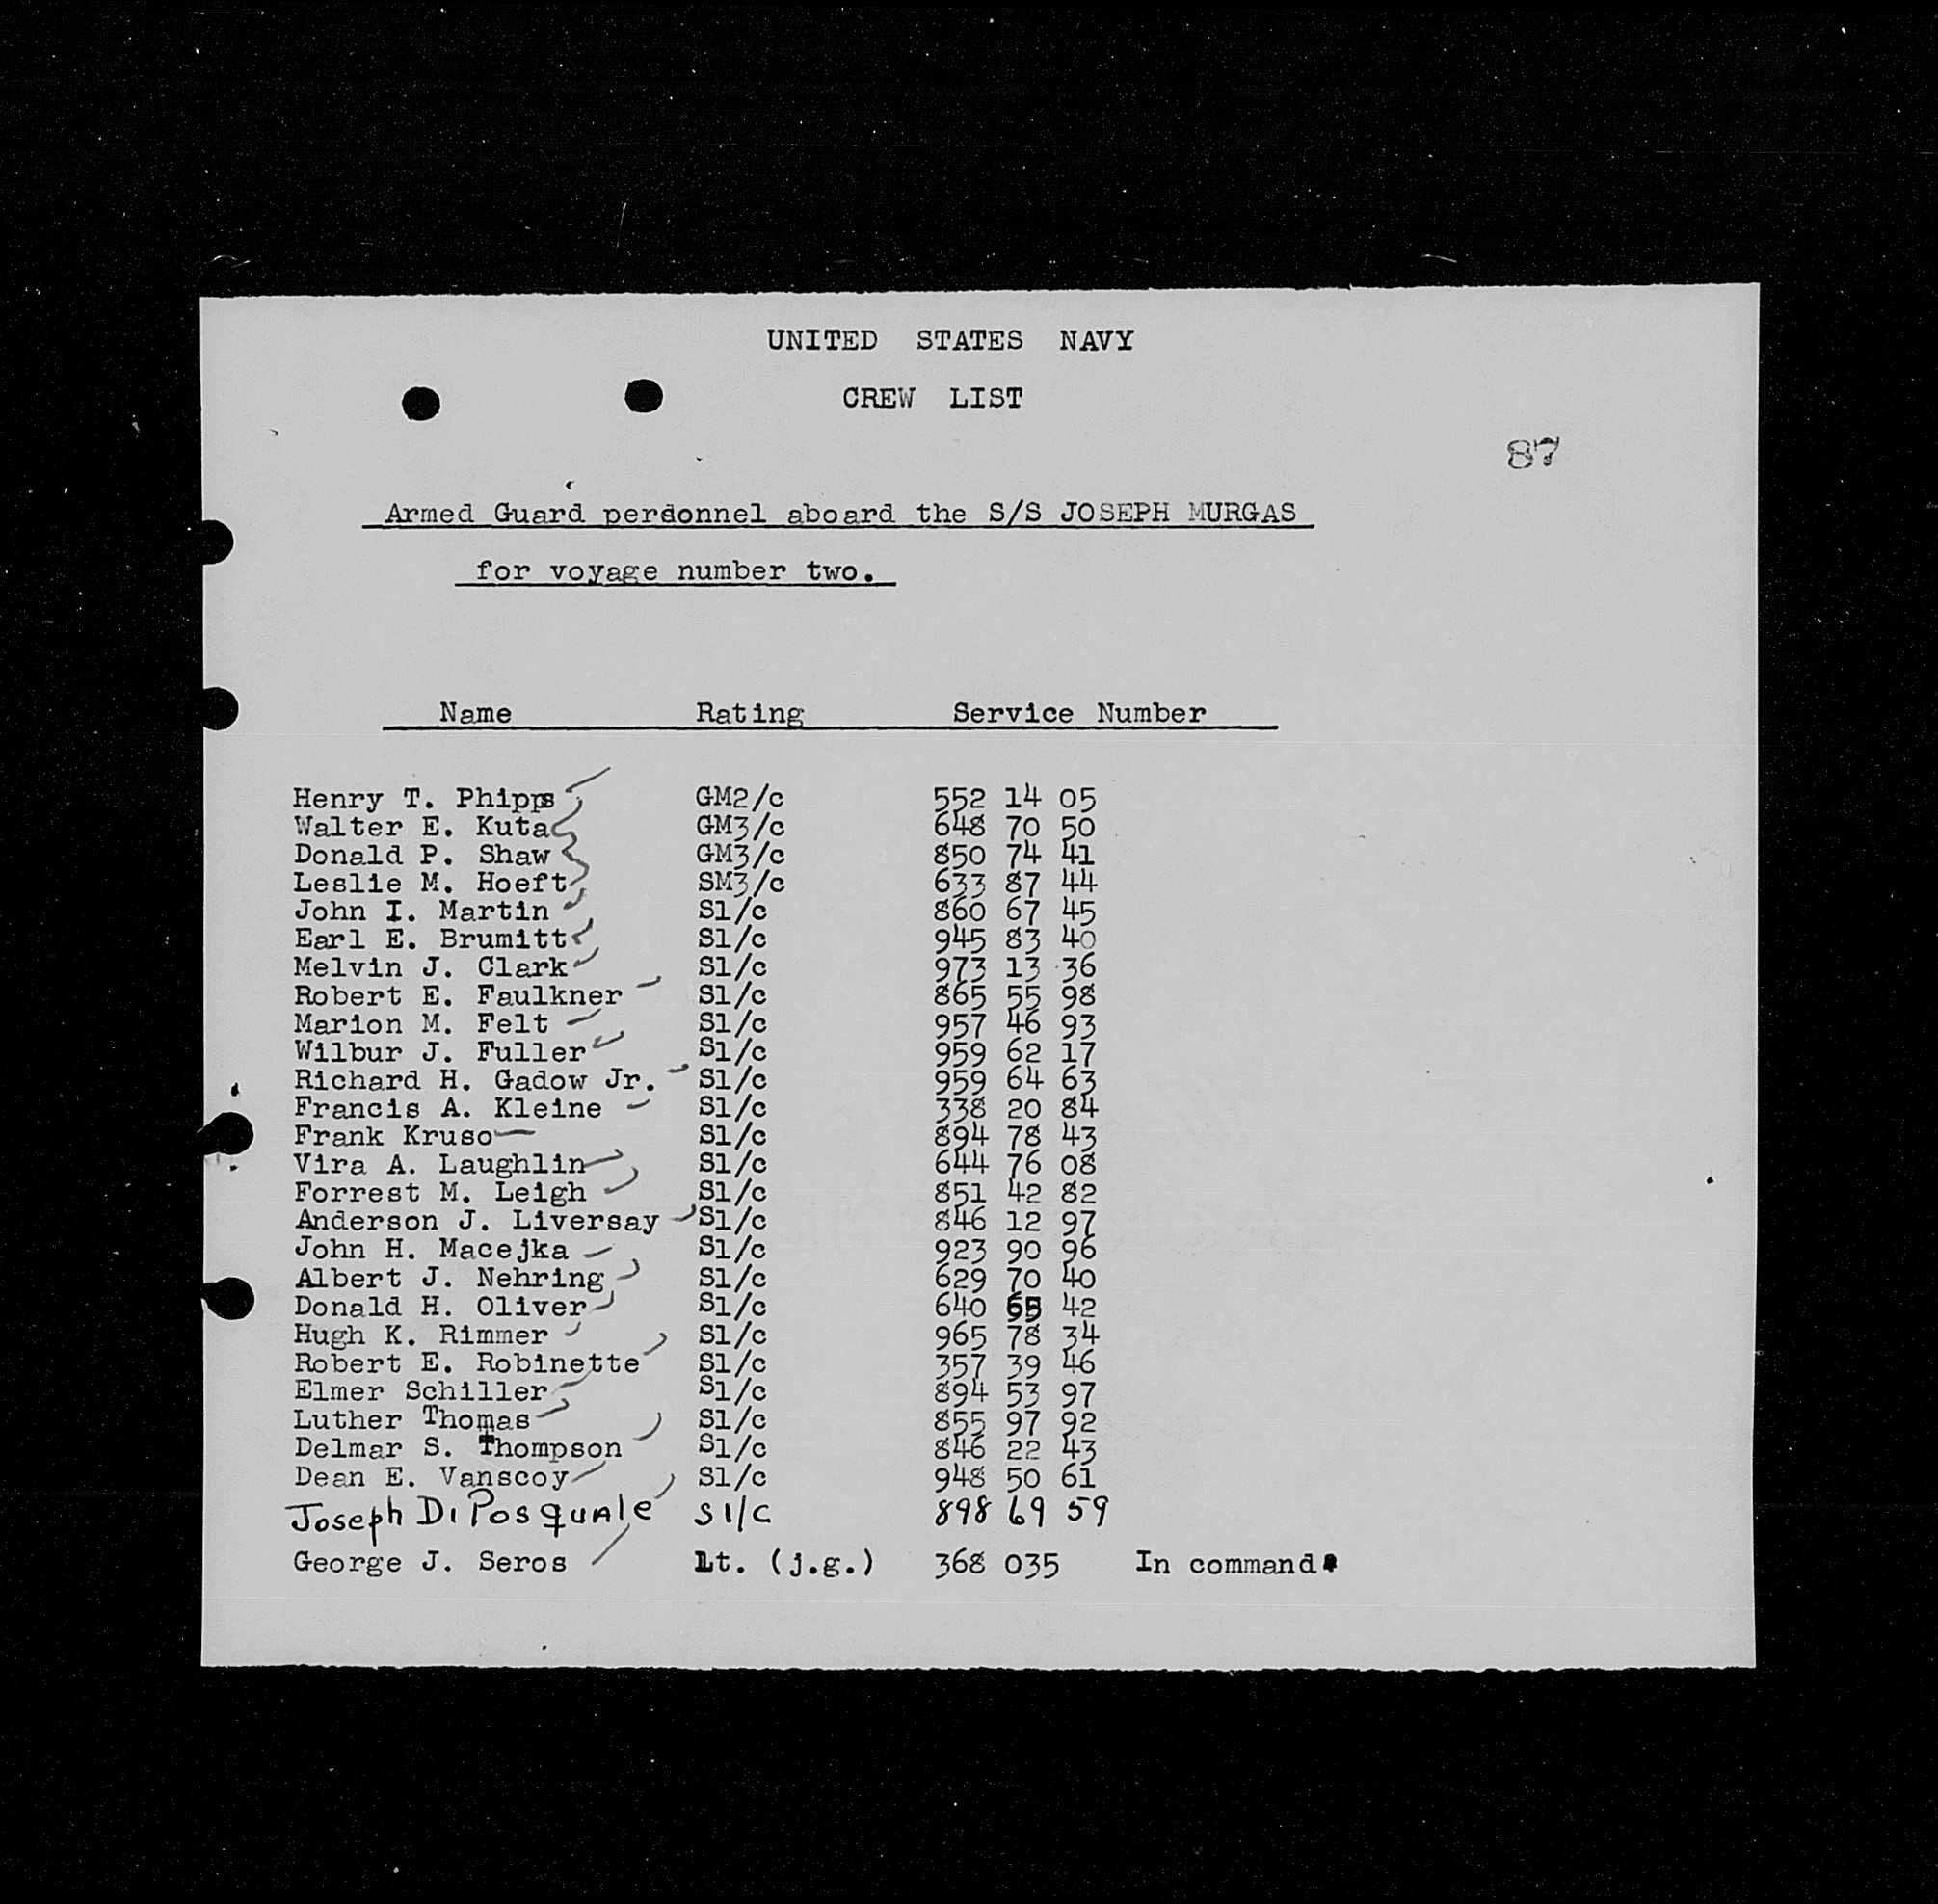 UNITED STATES NAVY
CREW LIST
87
Armed Guard personnel aboard the S/S JOSEPH MURGAS
for voyage number two.
Name Rating Service Number
Henry T. Phipps GM2/c 552 14 05
Walter E. Kuta GM3/c 648 70 50
Donald P. Shaw GM3/c 850 74 41
Leslie M. Hoeft SM3/c 633 87 44
John I. Martin S1/c 860 67 45
Earl E. Brumitt S1/c 945 83 40
Melvin J. Clark S1/c 973 13 36
Robert E. Faulkner S1/c 865 55 98
Marion M. Felt S1/c 957 46 93
Wilbur J. Fuller S1/c 959 62 17
Richard H. Gadow Jr. S1/c 959 64 63
Francis A. Kleine S1/c 338 20 84
Frank Kruso S1/c 894 78 43
Vira A. Laughlin S1/c 644 76 08
Forrest M. Leigh S1/c 851 42 82
Anderson J. Liversay S1/c 846 12 97
John H. Macejka S1/c 923 90 96
Albert J. Nehring S1/c 629 70 40
Donald H. Oliver S1/c 640 42
Hugh K. Rimmer S1/c 965 78 34
Robert E. Robinette S1/c 357 39 46
Elmer Schiller S1/c 894 53 97
Luther Thomas S1/c 855 97 92
Delmar S. Thompson S1/c 846 22 43
Dean E. Vanscoy S1/c 948 50 61
Joseph Di Posquale S1/c 898 69 59
George J. Seros Lt. (j.g.) 368 035 In command.